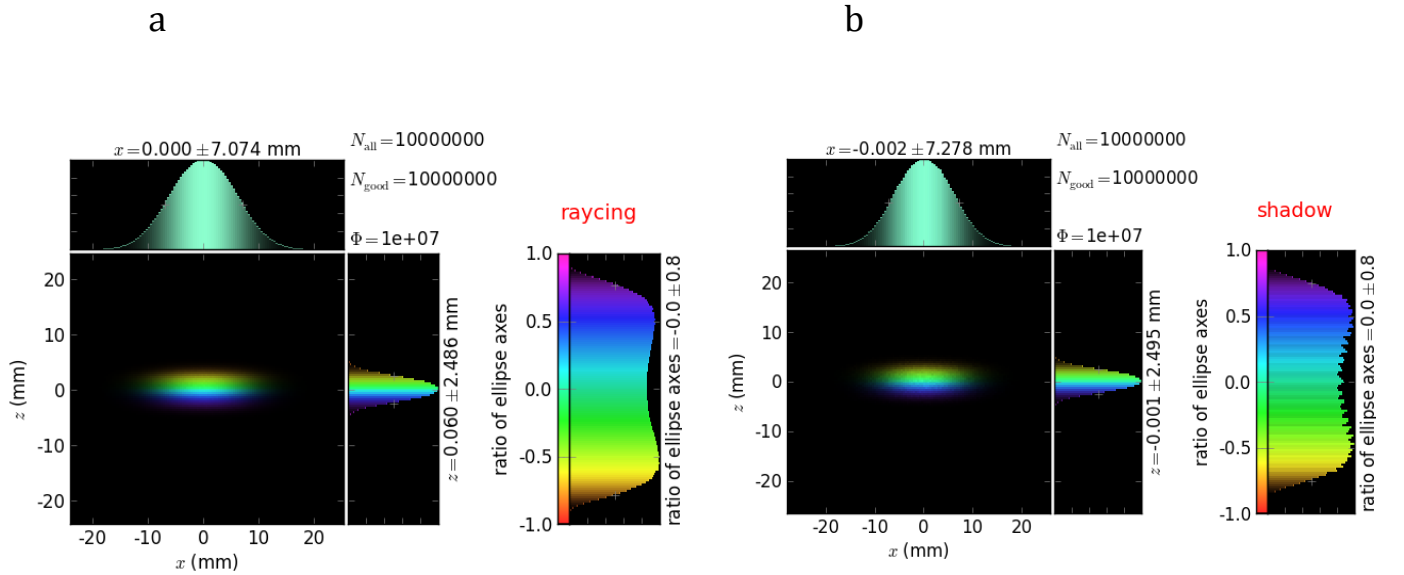 a
x=0.000 ±7.074 mm
N_all=10000000
N_good=10000000
Φ=1e+07
raycing
20
10
0
-10
-20
z (mm)
-20 -10 0 10 20
x (mm)
z=0.060±2.486 mm
1.0
0.5
0.0
-0.5
-1.0
ratio of ellipse axes
ratio of ellipse axes=-0.0±0.8
b
x=-0.002 ±7.278 mm
N_all=10000000
N_good=10000000
Φ=1e+07
shadow
20
10
0
-10
-20
z (mm)
-20 -10 0 10 20
x (mm)
z=-0.001±2.495 mm
1.0
0.5
0.0
-0.5
-1.0
ratio of ellipse axes
ratio of ellipse axes=0.0±0.8